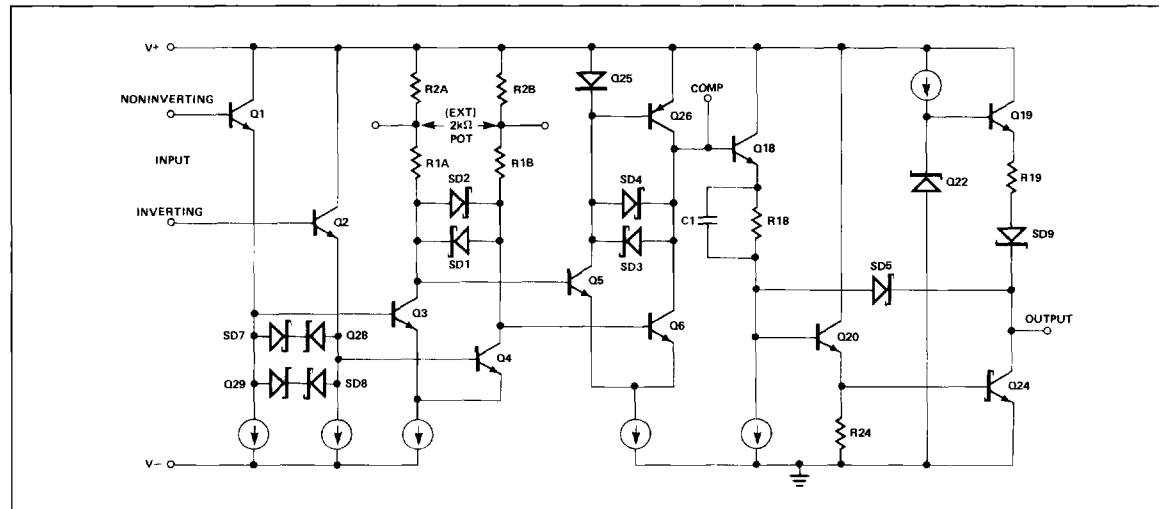 V+
NONINVERTING
Q1
INPUT
INVERTING
Q2
R2A
R2B
(EXT)
2kΩ
POT
R1A
R1B
SD2
SD1
Q3
Q4
SD7
Q28
Q29
SD8
Q25
Q26
COMP
SD4
SD3
Q5
Q6
Q18
C1
R18
SD5
Q20
R24
Q22
Q19
R19
SD9
OUTPUT
Q24
V−